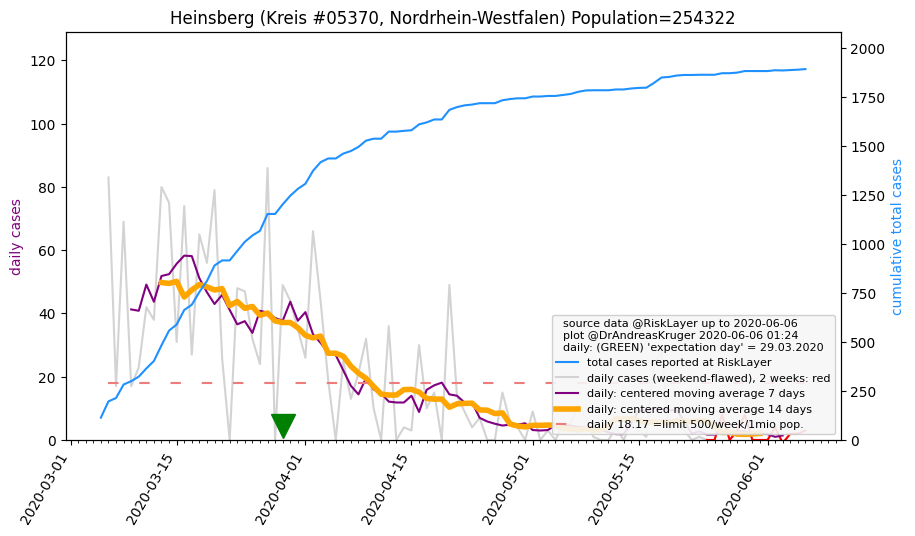 Heinsberg (Kreis #05370, Nordrhein-Westfalen) Population=254322
daily cases
120
100
80
60
40
20
0
cumulative total cases
2000
1750
1500
1250
1000
750
500
250
0
source data @RiskLayer up to 2020-06-06
plot @DrAndreasKruger 2020-06-06 01:24
daily: (GREEN) 'expectation day' = 29.03.2020
total cases reported at RiskLayer
daily cases (weekend-flawed), 2 weeks: red
daily: centered moving average 7 days
daily: centered moving average 14 days
daily 18.17 =limit 500/week/1mio pop.
2020-03-01
2020-03-15
2020-04-01
2020-04-15
2020-05-01
2020-05-15
2020-06-01